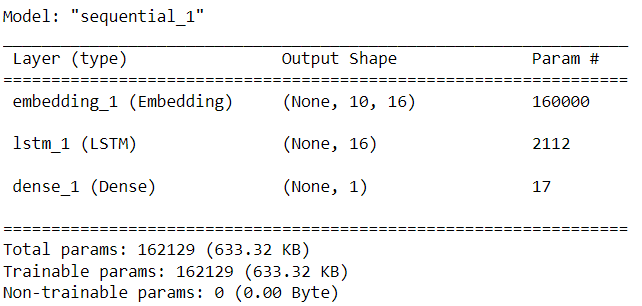 Model: "sequential_1"
Layer (type) Output Shape Param #
embedding_1 (Embedding) (None, 10, 16) 160000
lstm_1 (LSTM) (None, 16) 2112
dense_1 (Dense) (None, 1) 17
Total params: 162129 (633.32 KB)
Trainable params: 162129 (633.32 KB)
Non-trainable params: 0 (0.00 Byte)